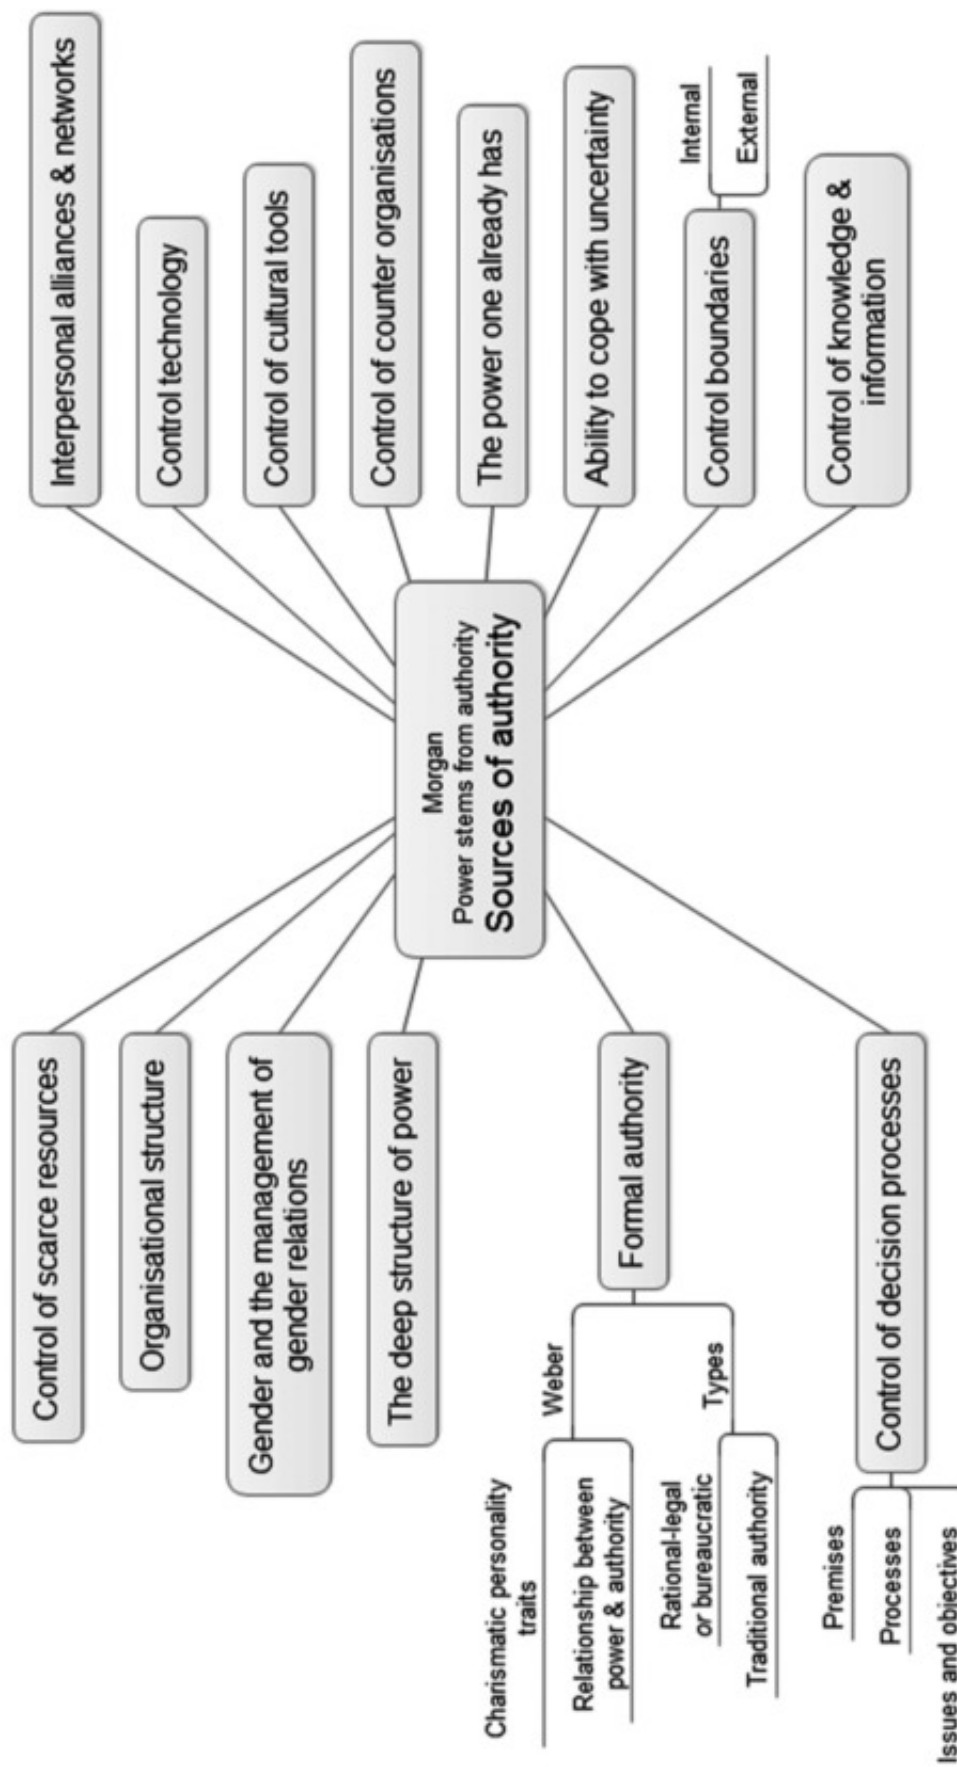 Morgan
Power stems from authority
Sources of authority
Interpersonal alliances & networks
Control technology
Control of cultural tools
Control of counter organisations
The power one already has
Ability to cope with uncertainty
Control boundaries
Internal
External
Control of knowledge &
information
Control of scarce resources
Organisational structure
Gender and the management of
gender relations
The deep structure of power
Formal authority
Weber
Charismatic personality
traits
Relationship between
power & authority
Types
Rational-legal
or bureaucratic
Traditional authority
Control of decision processes
Premises
Processes
Issues and objectives